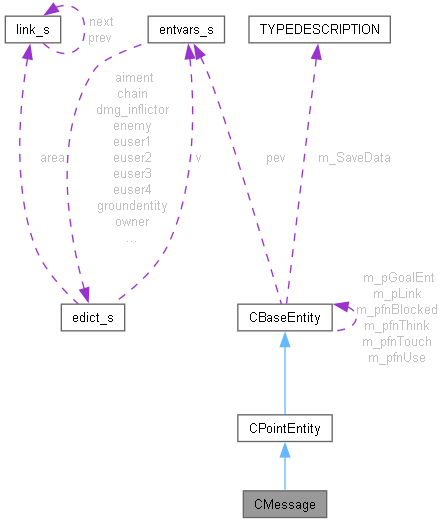 link_s
next
prev
entvars_s
TYPEDESCRIPTION
aiment
chain
dmg_inflictor
enemy
euser1
euser2
euser3
euser4
groundentity
owner
...
area
v
pev
m_SaveData
edict_s
CBaseEntity
m_pGoalEnt
m_pLink
m_pfnBlocked
m_pfnThink
m_pfnTouch
m_pfnUse
CPointEntity
CMessage